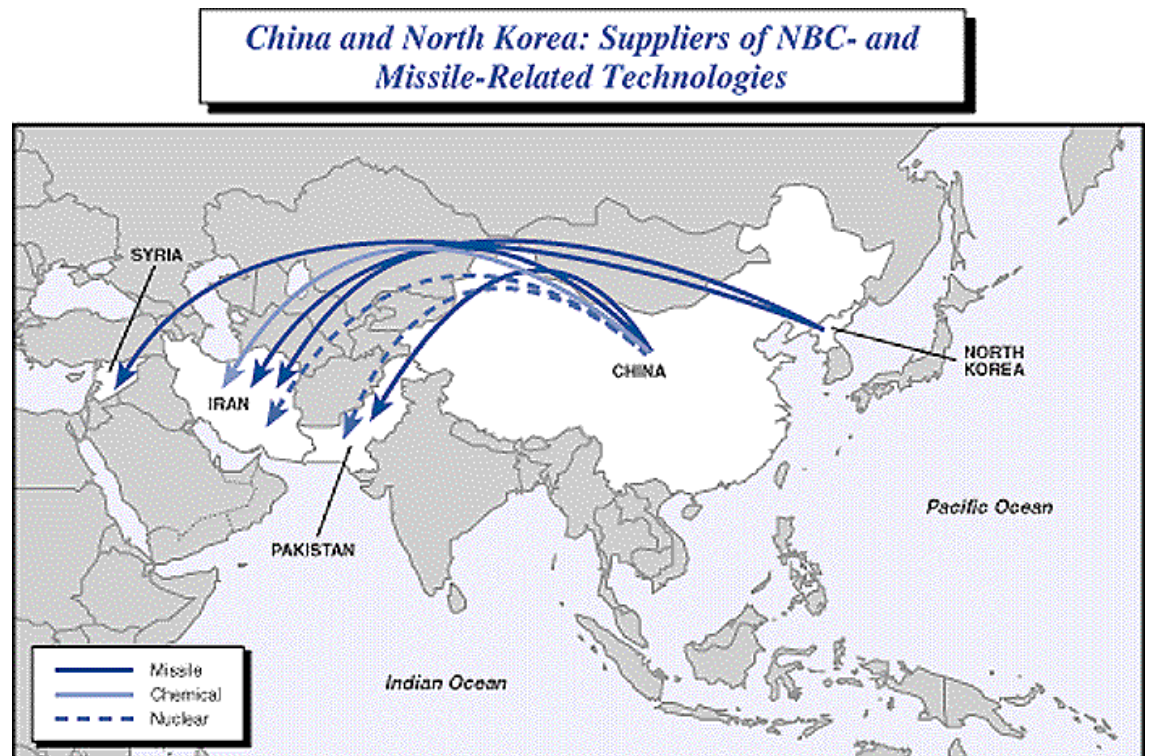 China and North Korea: Suppliers of NBC- and
Missile-Related Technologies
SYRIA
IRAN
CHINA
NORTH
KOREA
PAKISTAN
Pacific Ocean
Indian Ocean
Missile
Chemical
Nuclear